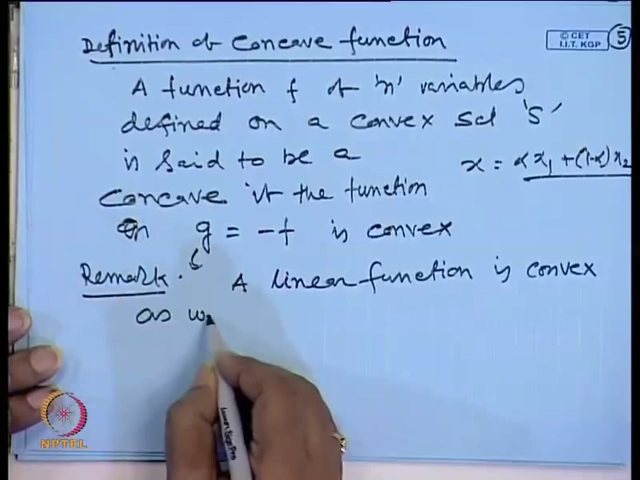 Definition of Concave function
© CET
I.I.T. KGP
5
A function f of 'n' variables
defined on a convex set 'S'
is said to be a
x = αx₁ + (1-α)x₂
Concave if the function
g = -f is convex
Remark. 6 A linear function is convex
as w
NPTEL